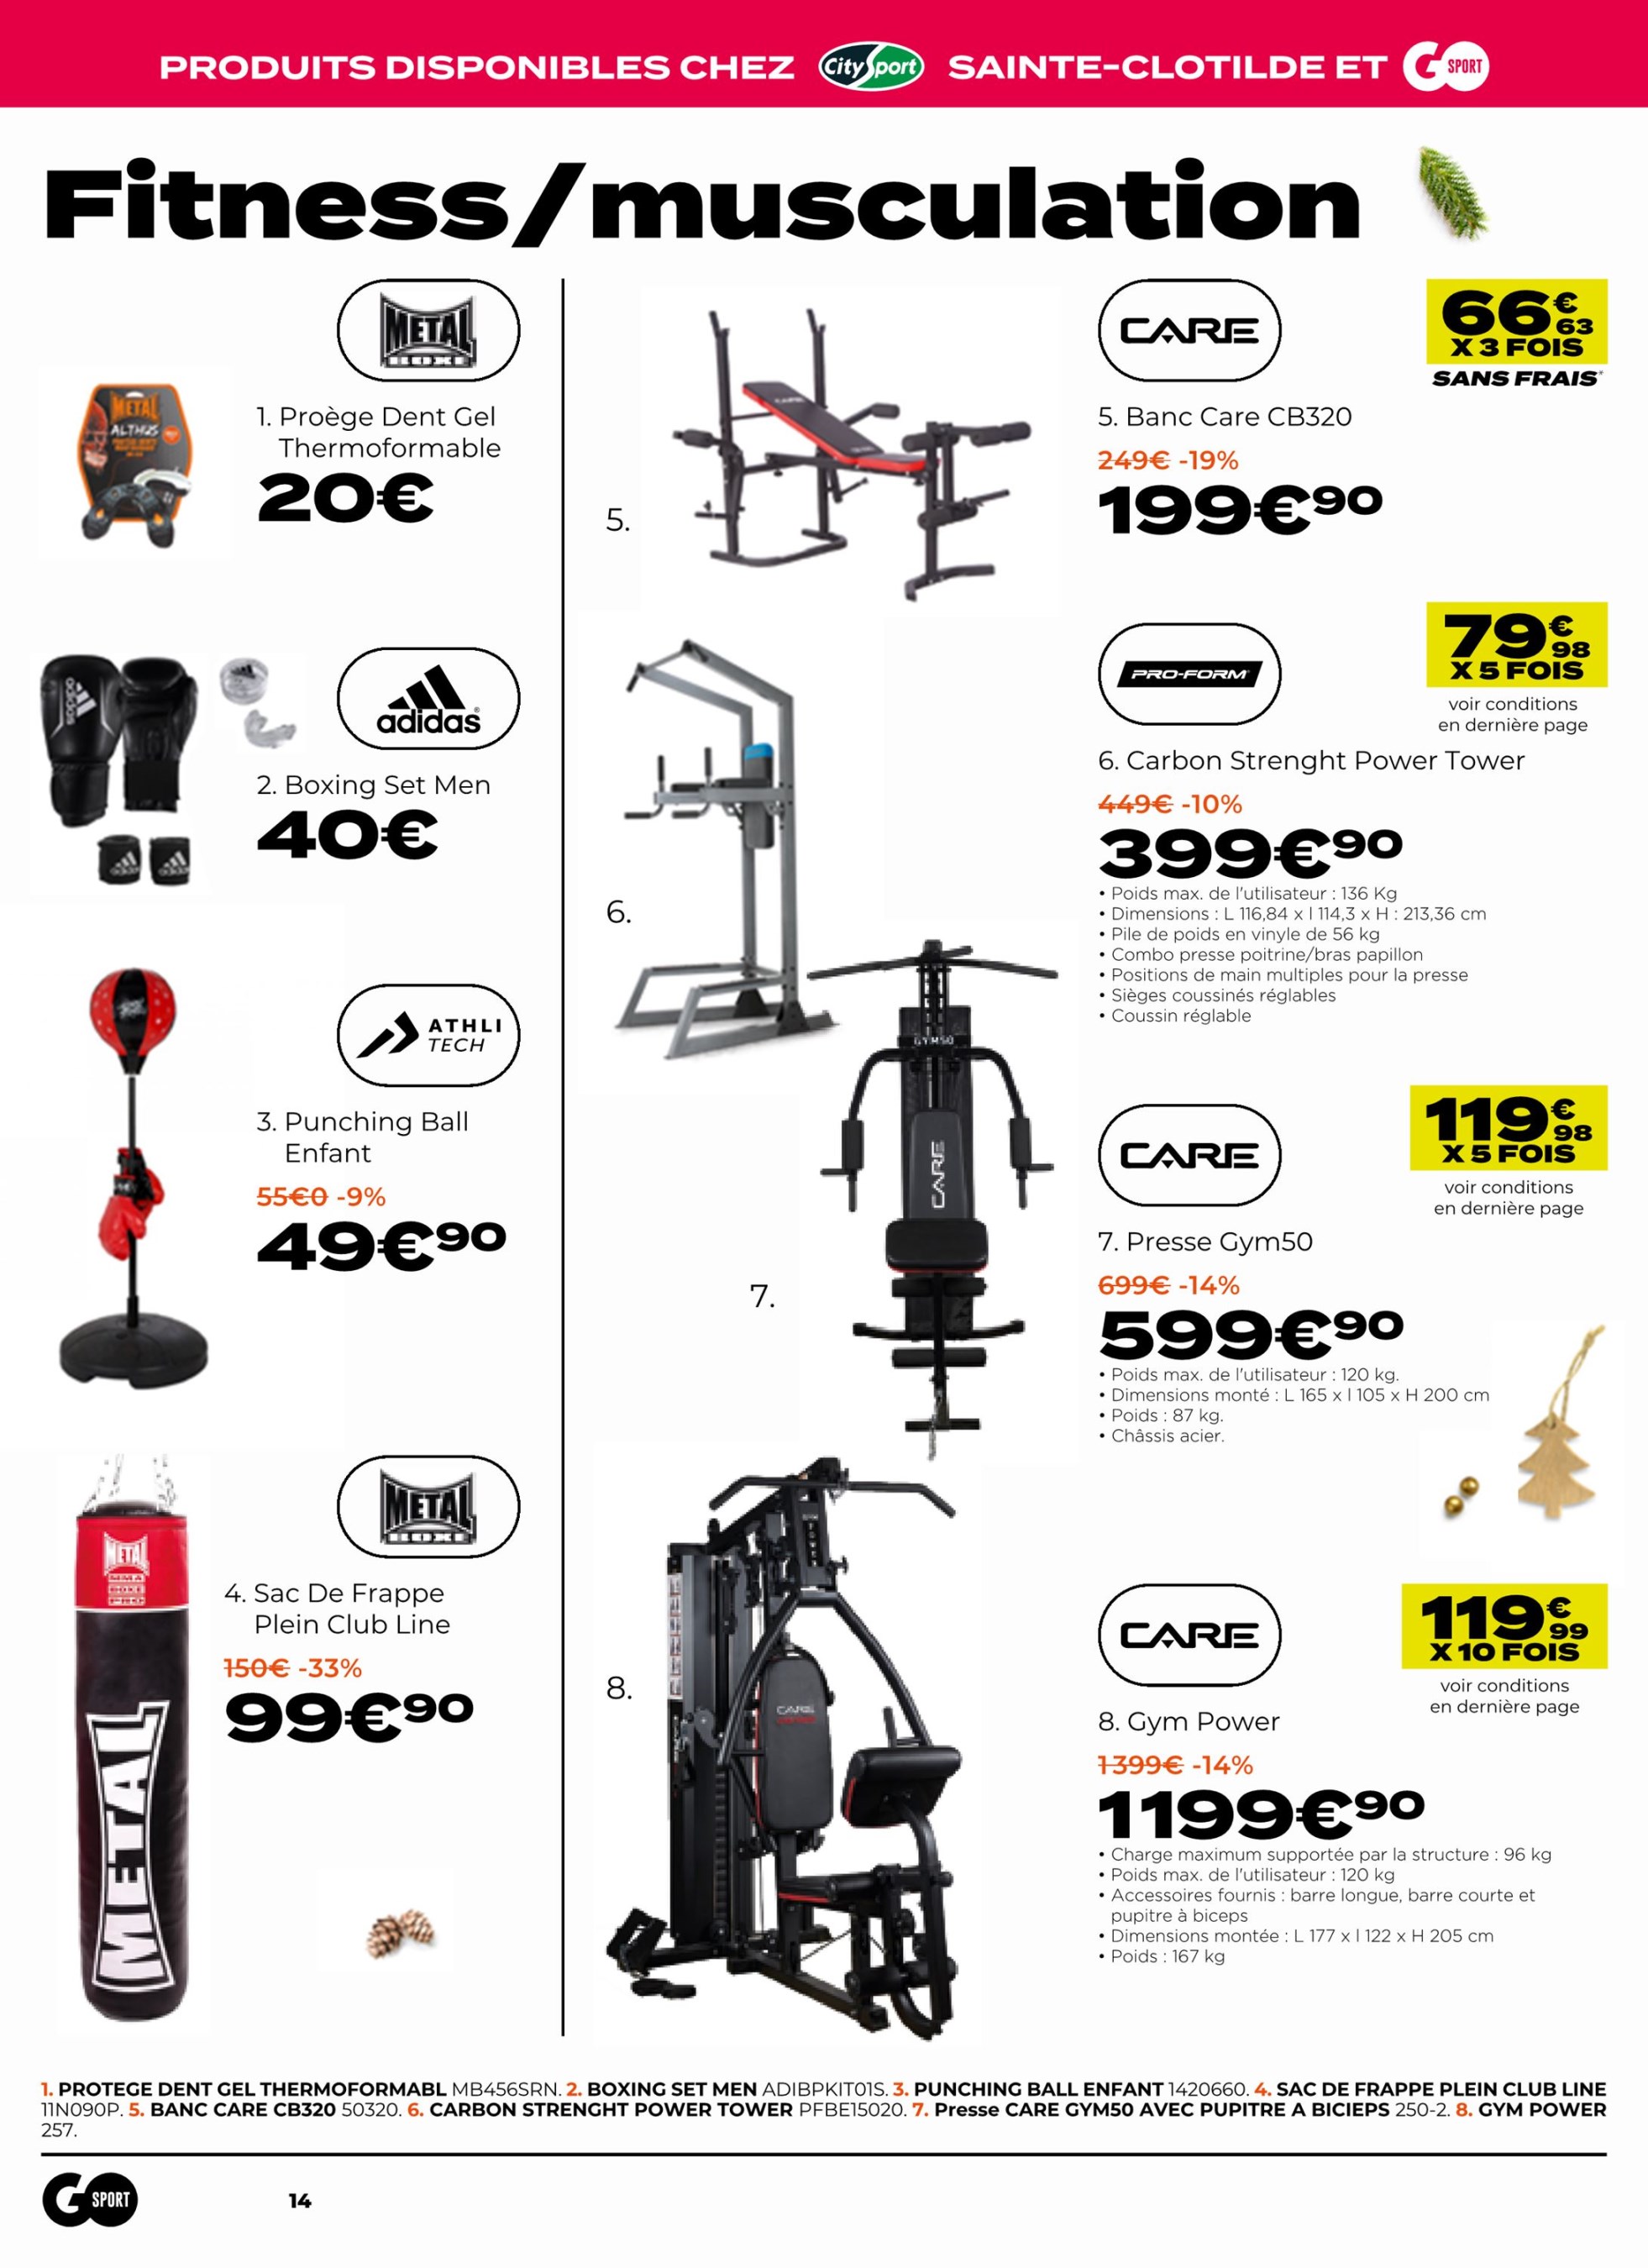 PRODUITS DISPONIBLES CHEZ City Sport SAINTE-CLOTILDE ET GO SPORT
Fitness/musculation
METAL
BOXE
METAL
ALTHUS
1. Proège Dent Gel
Thermoformable
20€
adidas
adidas
2. Boxing Set Men
40€
ATHLI
TECH
3. Punching Ball
Enfant
55€0 -9%
49€90
METAL
BOXE
METAL
MMA
BOXE
PRO
METAL
4. Sac De Frappe
Plein Club Line
150€ -33%
99€90
5.
CARE
CARE
66€63
X 3 FOIS
SANS FRAIS*
5. Banc Care CB320
249€ -19%
199€90
6.
PRO-FORM
79€98
X 5 FOIS
voir conditions
en dernière page
6. Carbon Strenght Power Tower
449€ -10%
399€90
• Poids max. de l'utilisateur : 136 Kg
• Dimensions : L 116,84 x l 114,3 x H : 213,36 cm
• Pile de poids en vinyle de 56 kg
• Combo presse poitrine/bras papillon
• Positions de main multiples pour la presse
• Sièges coussinés réglables
• Coussin réglable
7.
GYM50
CARE
CARE
119€98
X 5 FOIS
voir conditions
en dernière page
7. Presse Gym50
699€ -14%
599€90
• Poids max. de l'utilisateur : 120 kg.
• Dimensions monté : L 165 x l 105 x H 200 cm
• Poids : 87 kg.
• Châssis acier.
8.
CARE
CARE
119€99
X 10 FOIS
voir conditions
en dernière page
8. Gym Power
1399€ -14%
1199€90
• Charge maximum supportée par la structure : 96 kg
• Poids max. de l'utilisateur : 120 kg
• Accessoires fournis : barre longue, barre courte et
pupitre à biceps
• Dimensions montée : L 177 x l 122 x H 205 cm
• Poids : 167 kg
1. PROTEGE DENT GEL THERMOFORMABL MB456SRN. 2. BOXING SET MEN ADIBPKIT01S. 3. PUNCHING BALL ENFANT 1420660. 4. SAC DE FRAPPE PLEIN CLUB LINE
11N090P. 5. BANC CARE CB320 50320. 6. CARBON STRENGHT POWER TOWER PFBE15020. 7. Presse CARE GYM50 AVEC PUPITRE A BICIEPS 250-2. 8. GYM POWER
257.
GO SPORT
14